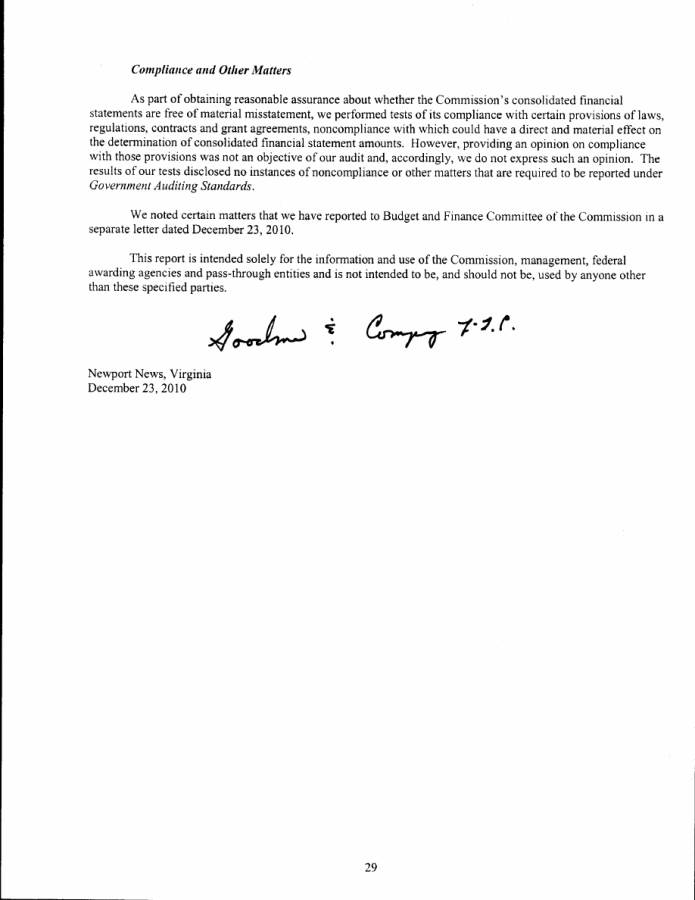 Compliance and Other Matters
As part of obtaining reasonable assurance about whether the Commission's consolidated financial
statements are free of material misstatement, we performed tests of its compliance with certain provisions of laws,
regulations, contracts and grant agreements, noncompliance with which could have a direct and material effect on
the determination of consolidated financial statement amounts.  However, providing an opinion on compliance
with those provisions was not an objective of our audit and, accordingly, we do not express such an opinion.  The
results of our tests disclosed no instances of noncompliance or other matters that are required to be reported under
Government Auditing Standards.
We noted certain matters that we have reported to Budget and Finance Committee of the Commission in a
separate letter dated December 23, 2010.
This report is intended solely for the information and use of the Commission, management, federal
awarding agencies and pass-through entities and is not intended to be, and should not be, used by anyone other
than these specified parties.
& Company
Newport News, Virginia
December 23, 2010
29